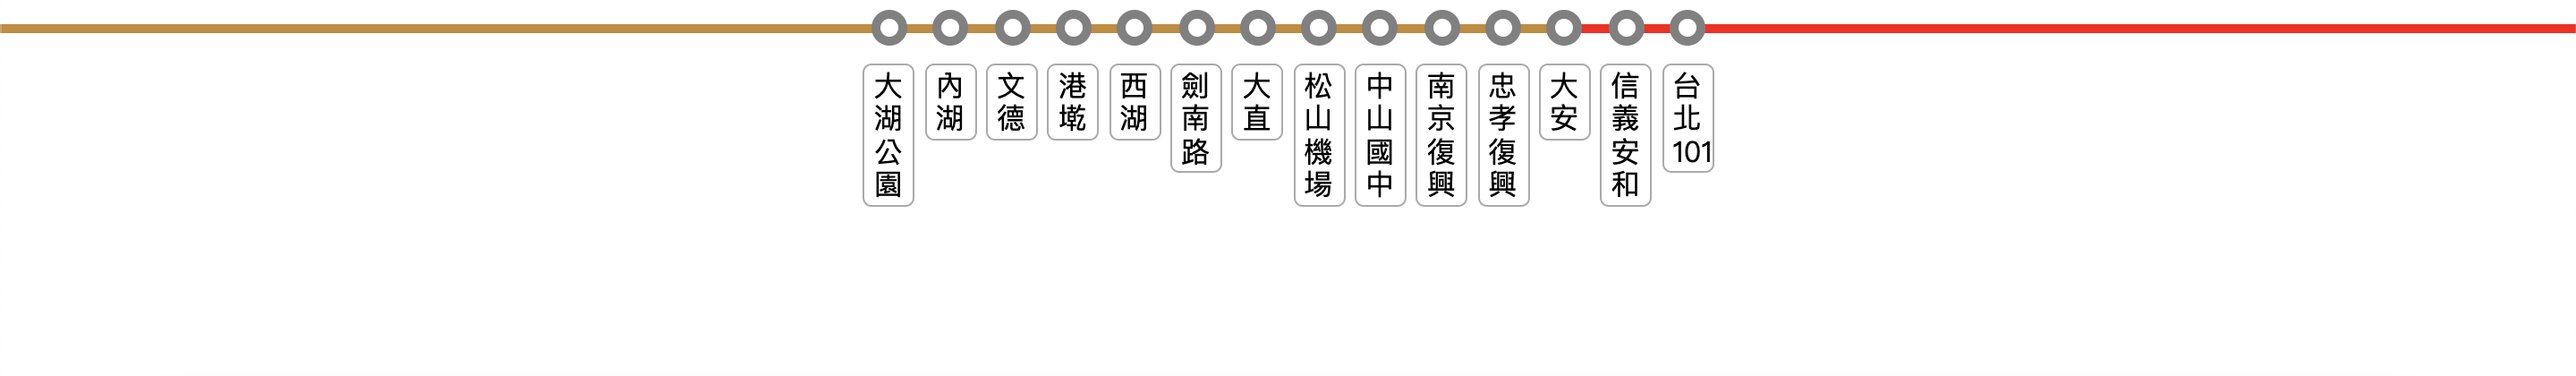 大湖公園
內湖
文德
港墘
西湖
劍南路
大直
松山機場
中山國中
南京復興
忠孝復興
大安
信義安和
台北101